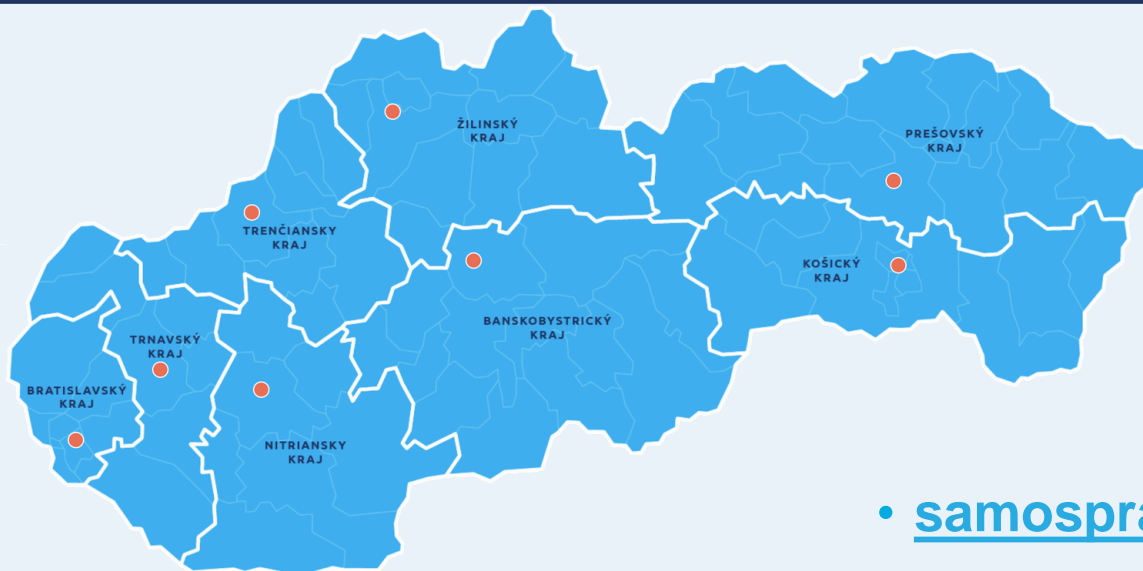 ŽILINSKÝ
KRAJ
PREŠOVSKÝ
KRAJ
TRENČIANSKY
KRAJ
KOŠICKÝ
KRAJ
BANSKOBYSTRICKÝ
KRAJ
TRNAVSKÝ
KRAJ
BRATISLAVSKÝ
KRAJ
NITRIANSKY
KRAJ
• samospra